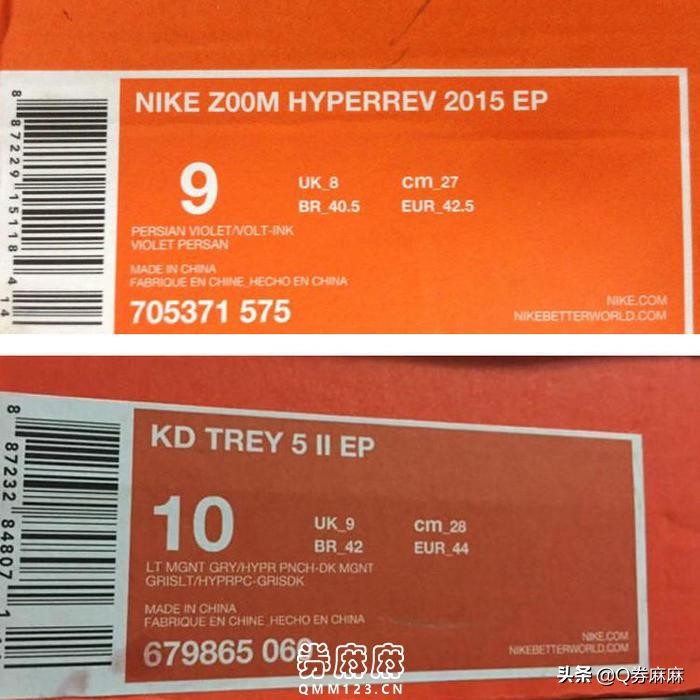 8 87229 15118 4 14
NIKE ZOOM HYPERREV 2015 EP
9
UK_8
cm_27
BR_40.5
EUR_42.5
PERSIAN VIOLET/VOLT-INK
VIOLET PERSAN
MADE IN CHINA
FABRIQUE EN CHINE_HECHO EN CHINA
705371 575
NIKE.COM
NIKEBETTERWORLD.COM
8 87232 84807
KD TREY 5 II EP
10
UK_9
cm_28
BR_42
EUR_44
LT MGNT GRY/HYPR PNCH-DK MGNT
GRISLT/HYPRPC-GRISDK
MADE IN CHINA
FABRIQUE EN CHINE_HECHO EN CHINA
679865
NIKE.COM
NIKEBETTERWORLD.COM
券麻麻
QMM123.CN
头条 @Q券麻麻